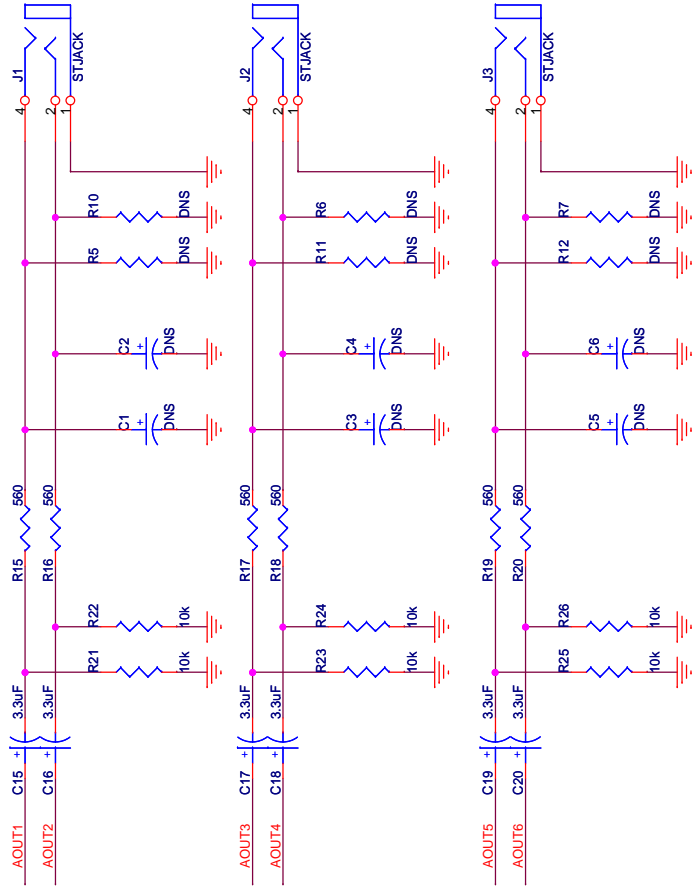 J1
STJACK
4
2
1
R10
DNS
R5
DNS
C2
+
DNS
C1
+
DNS
560
560
R15
R16
R22
10k
R21
10k
3.3uF
3.3uF
+
+
C15
C16
AOUT1
AOUT2
J2
STJACK
4
2
1
R6
DNS
R11
DNS
C4
+
DNS
C3
+
DNS
560
560
R17
R18
R24
10k
R23
10k
3.3uF
3.3uF
+
+
C17
C18
AOUT3
AOUT4
J3
STJACK
4
2
1
R7
DNS
R12
DNS
C6
+
DNS
C5
+
DNS
560
560
R19
R20
R26
10k
R25
10k
3.3uF
3.3uF
+
+
C19
C20
AOUT5
AOUT6